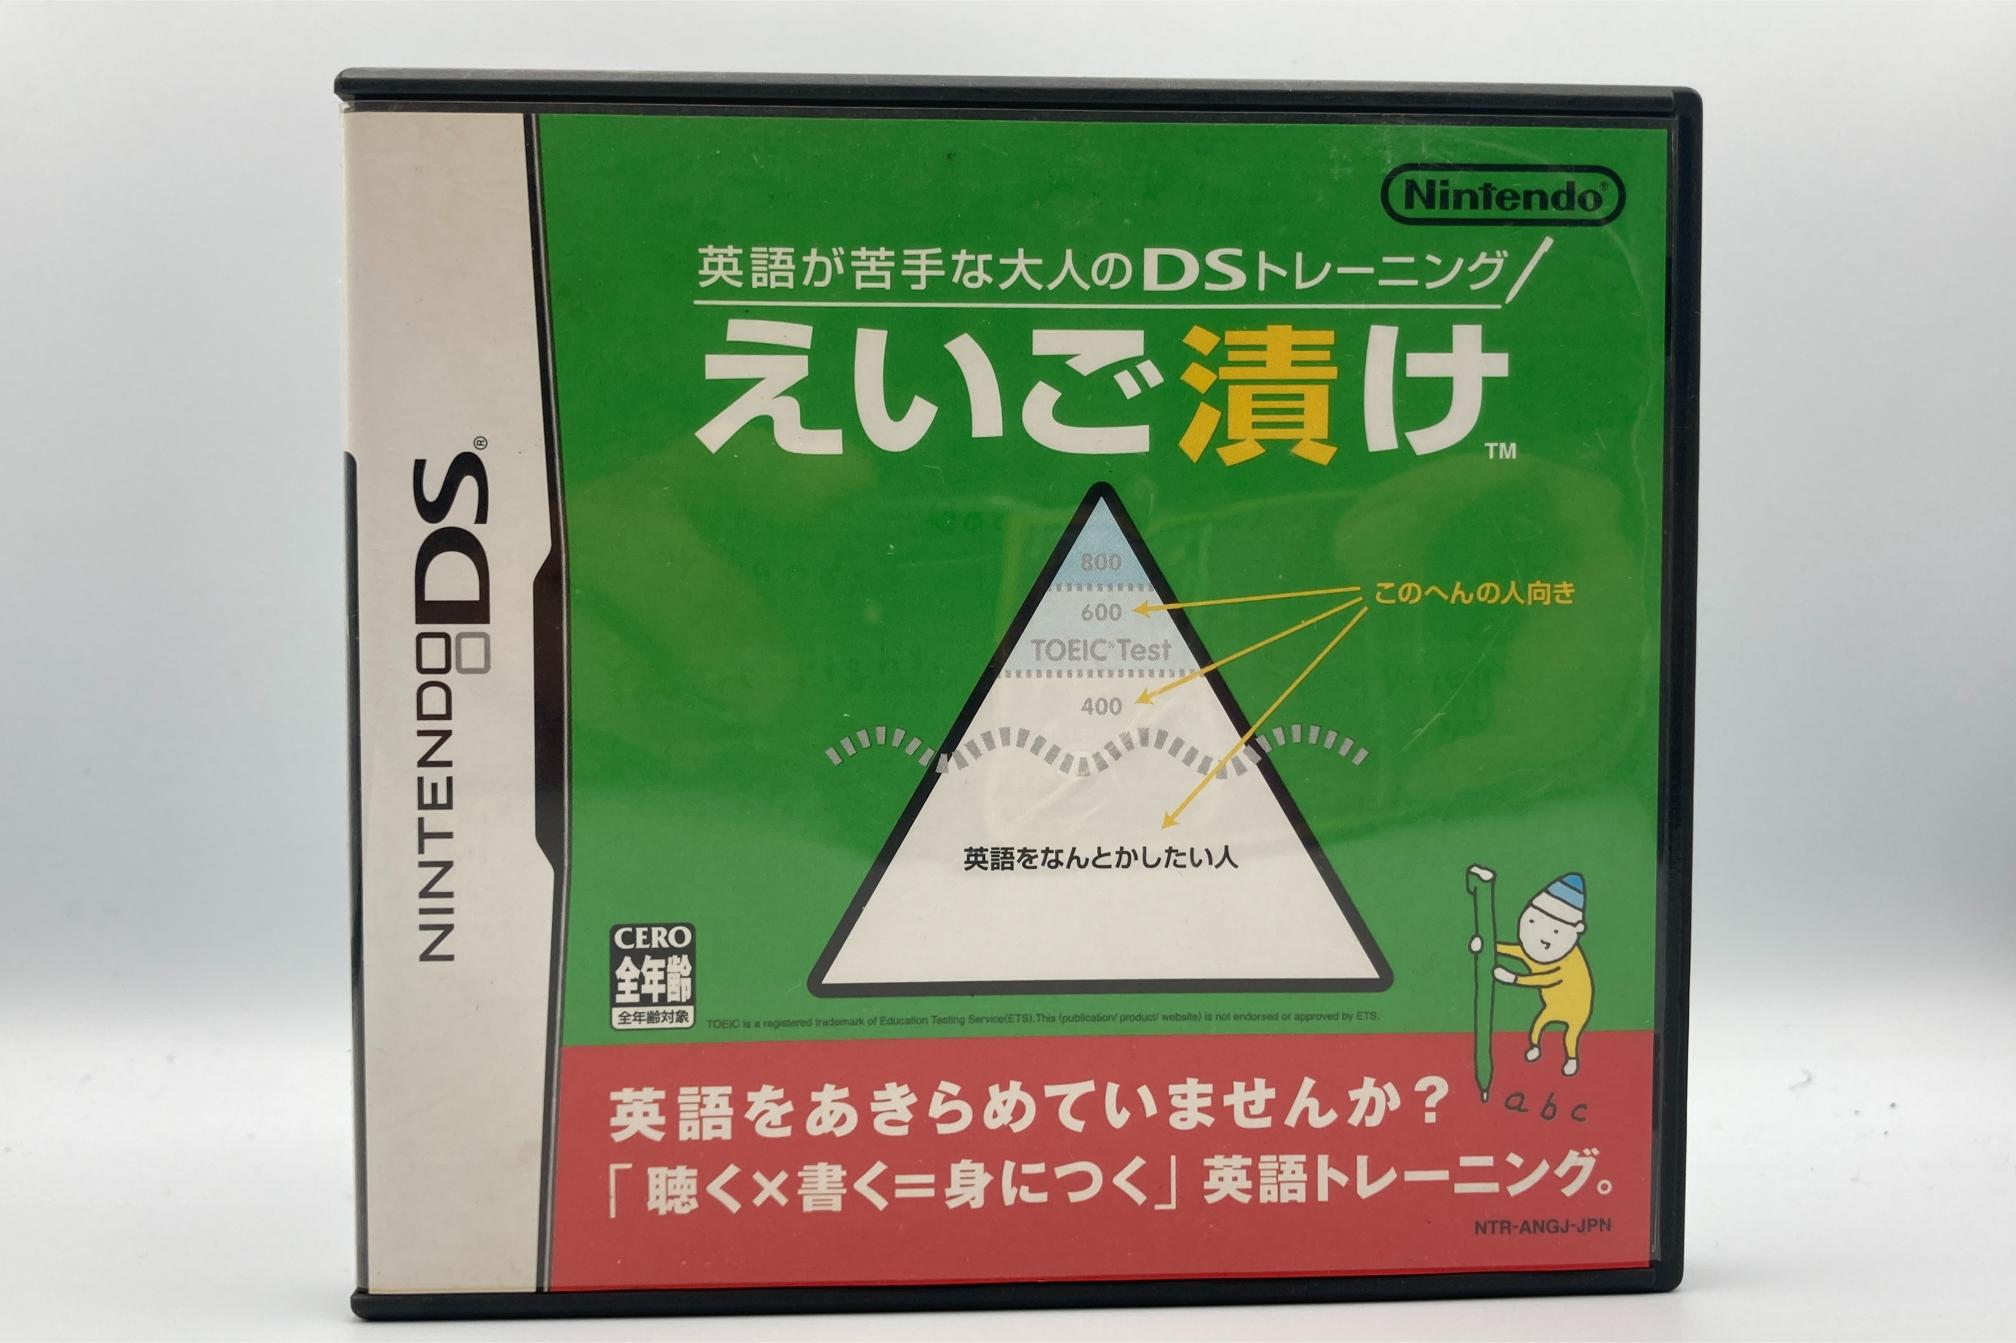 Nintendo®
英語が苦手な大人のDSトレーニング
えいご漬け™
NINTENDO DS®
800
600
TOEIC® Test
400
このへんの人向き
英語をなんとかしたい人
CERO
全年齢
全年齢対象
TOEIC is a registered trademark of Education Testing Service(ETS).This (publication/ product/ website) is not endorsed or approved by ETS.
abc
英語をあきらめていませんか?
「聴く×書く=身につく」英語トレーニング。
NTR-ANGJ-JPN